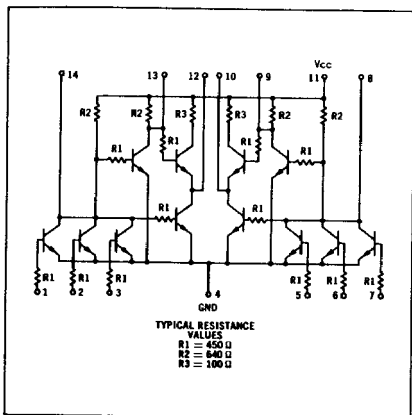 Vcc
14 13 12 10 9 11 8
R2 R2 R3 R3 R2 R2
R1 R1
R1 R1
R1 R1
R1 R1 R1 R1 R1 R1
1 2 3 4 5 6 7
GND
TYPICAL RESISTANCE
VALUES
R1 = 450 Ω
R2 = 640 Ω
R3 = 100 Ω